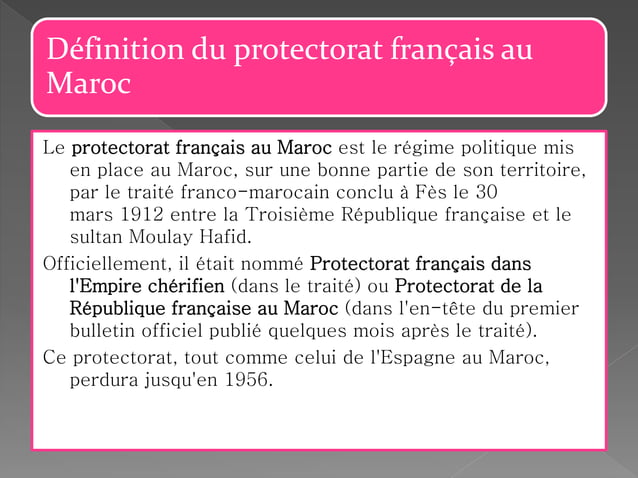 Définition du protectorat français au
Maroc
Le protectorat français au Maroc est le régime politique mis
en place au Maroc, sur une bonne partie de son territoire,
par le traité franco-marocain conclu à Fès le 30
mars 1912 entre la Troisième République française et le
sultan Moulay Hafid.
Officiellement, il était nommé Protectorat français dans
l'Empire chérifien (dans le traité) ou Protectorat de la
République française au Maroc (dans l'en-tête du premier
bulletin officiel publié quelques mois après le traité).
Ce protectorat, tout comme celui de l'Espagne au Maroc,
perdura jusqu'en 1956.